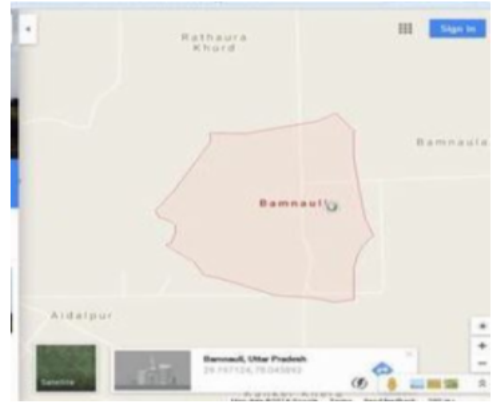 Sign in
Rathaura
Khord
Bamnaula
Bamnauli
Aidalpur
Satellite
Bamnauli, Uttar Pradesh